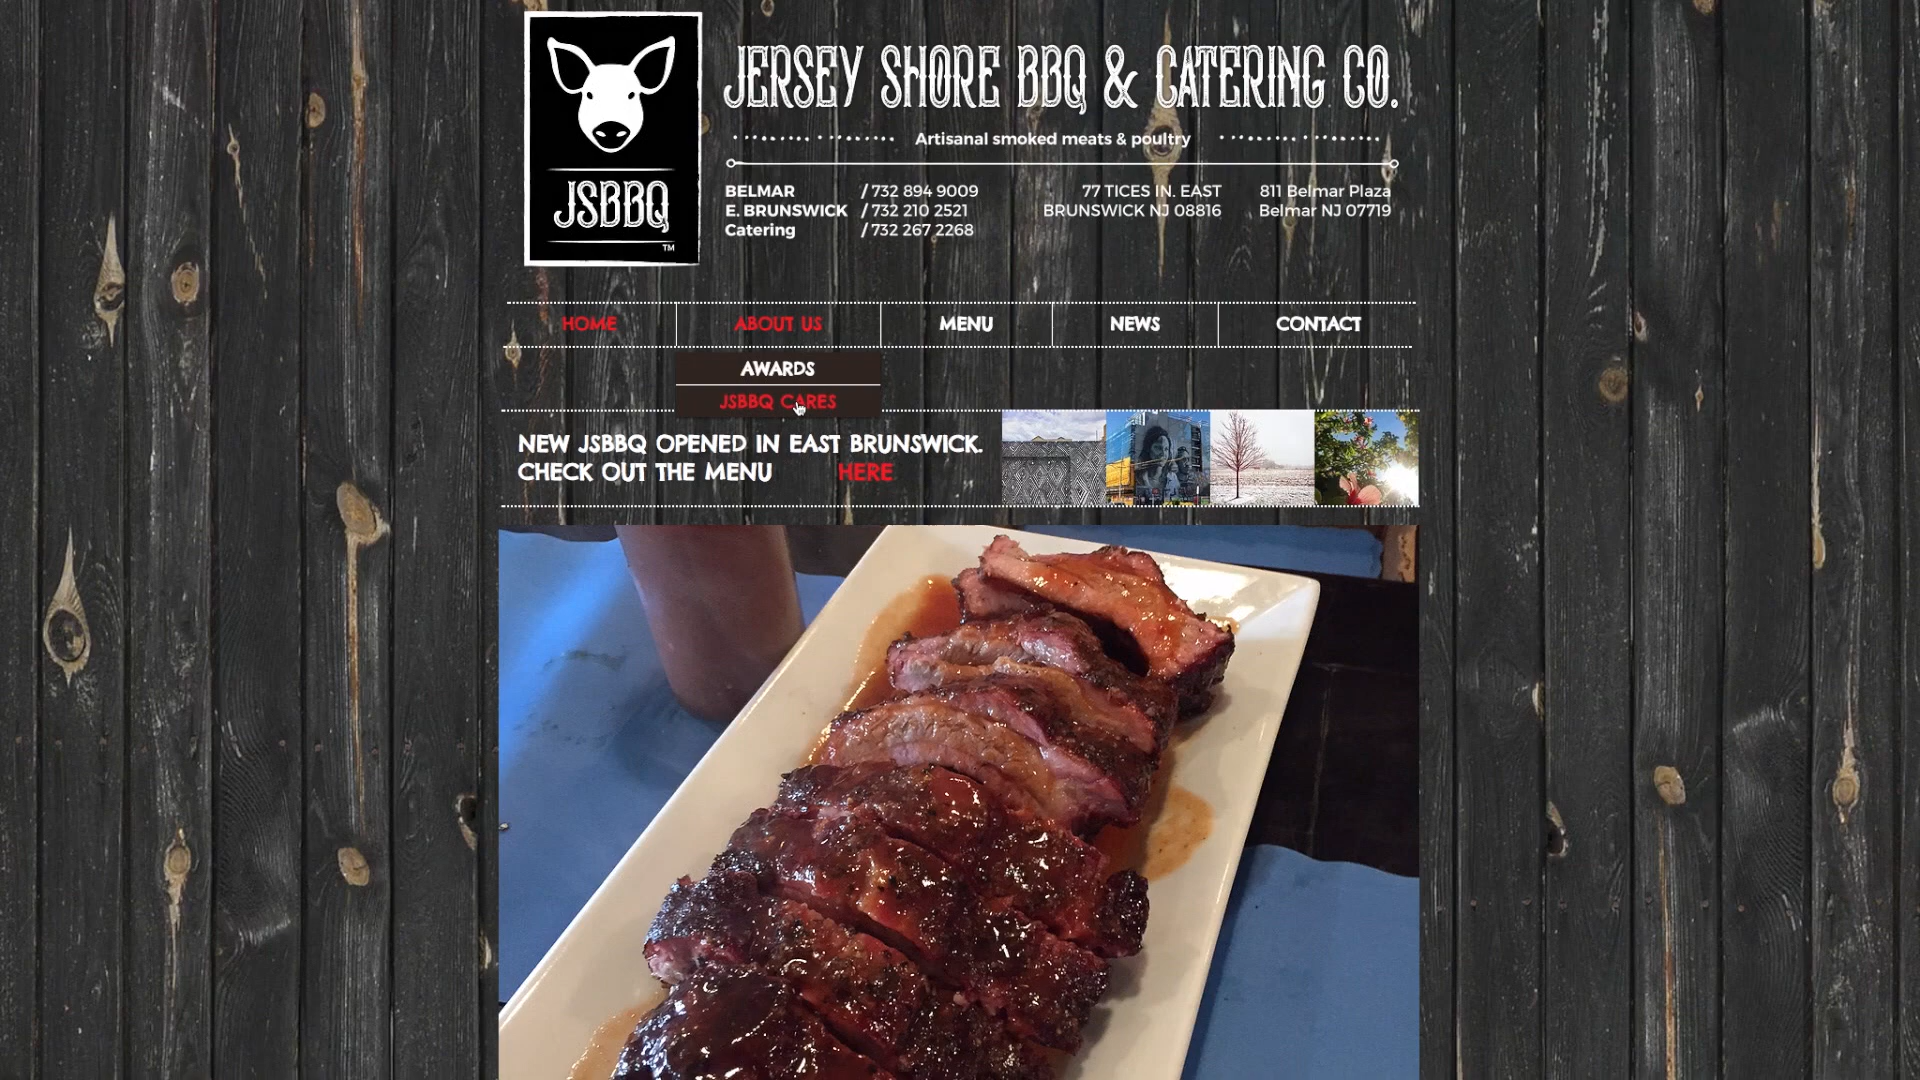 JERSEY SHORE BBQ & CATERING CO.
Artisanal smoked meats & poultry
JSBBQ
TM
BELMAR / 732 894 9009
E. BRUNSWICK / 732 210 2521
Catering / 732 267 2268
77 TICES IN. EAST
BRUNSWICK NJ 08816
811 Belmar Plaza
Belmar NJ 07719
HOME ABOUT US MENU NEWS CONTACT
AWARDS
JSBBQ CARES
NEW JSBBQ OPENED IN EAST BRUNSWICK.
CHECK OUT THE MENU HERE